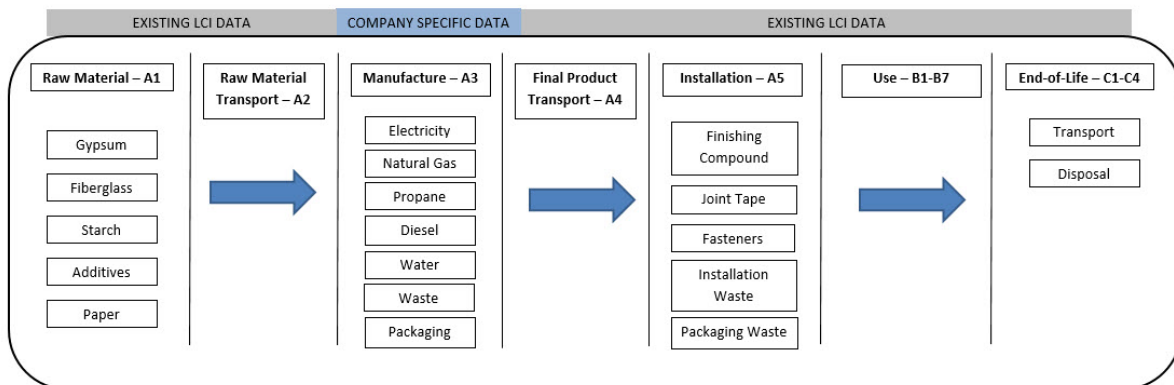 EXISTING LCI DATA
COMPANY SPECIFIC DATA
EXISTING LCI DATA
Raw Material – A1
Gypsum
Fiberglass
Starch
Additives
Paper
Raw Material
Transport – A2
Manufacture – A3
Electricity
Natural Gas
Propane
Diesel
Water
Waste
Packaging
Final Product
Transport – A4
Installation – A5
Finishing
Compound
Joint Tape
Fasteners
Installation
Waste
Packaging Waste
Use – B1-B7
End-of-Life – C1-C4
Transport
Disposal